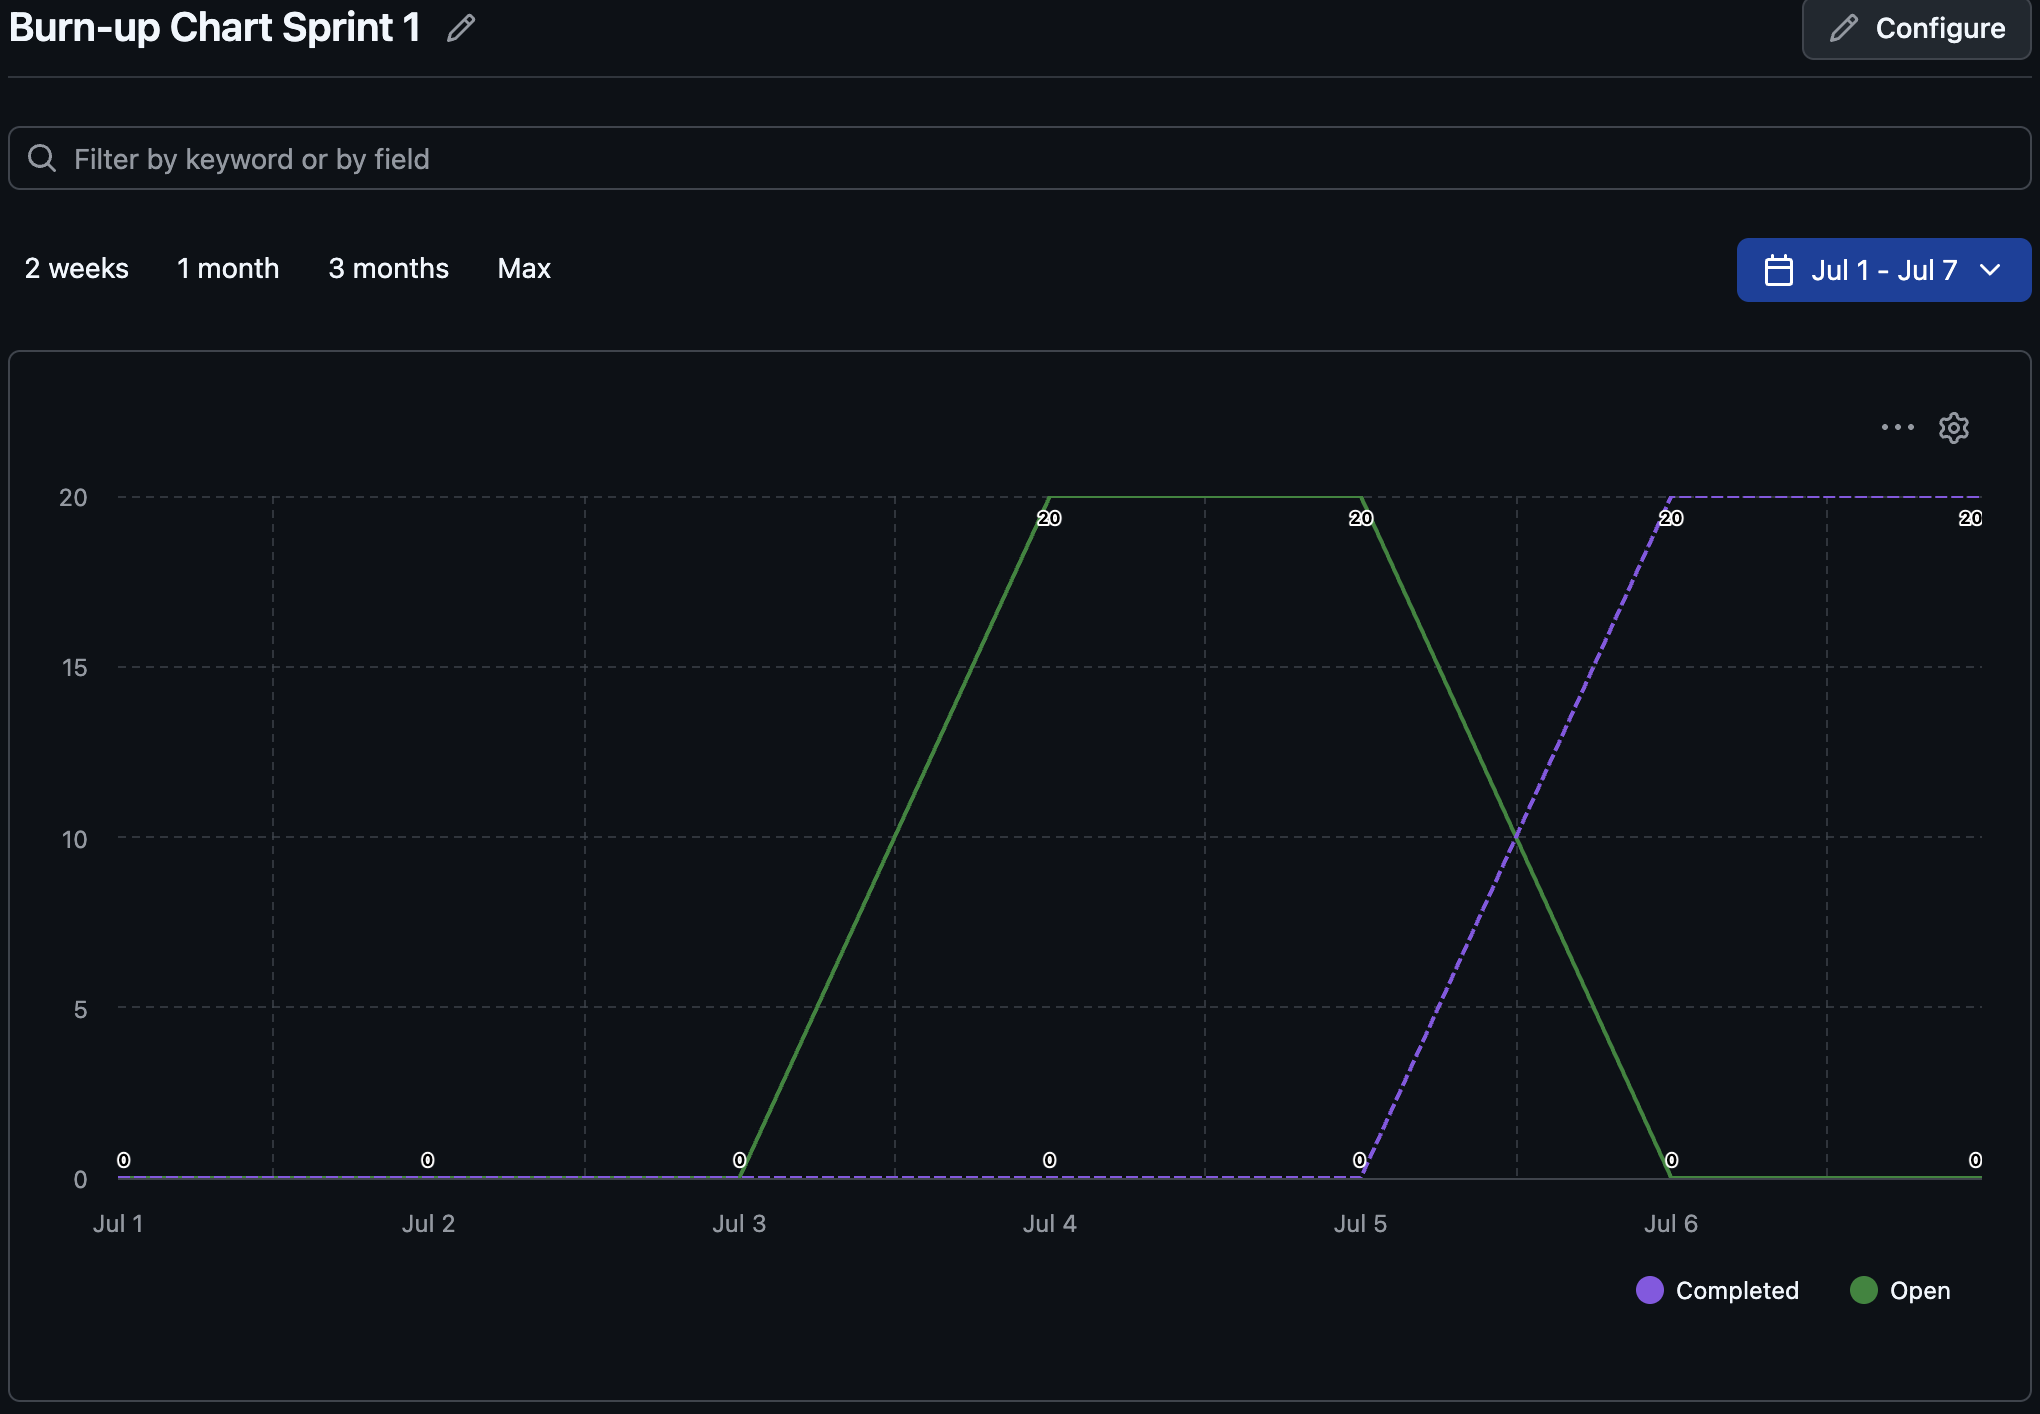 Burn-up Chart Sprint 1
Configure
Filter by keyword or by field
2 weeks 1 month 3 months Max
Jul 1 - Jul 7
20
20 20 20 20
15
10
5
0 0 0 0 0 0 0
0
Jul 1 Jul 2 Jul 3 Jul 4 Jul 5 Jul 6
Completed Open